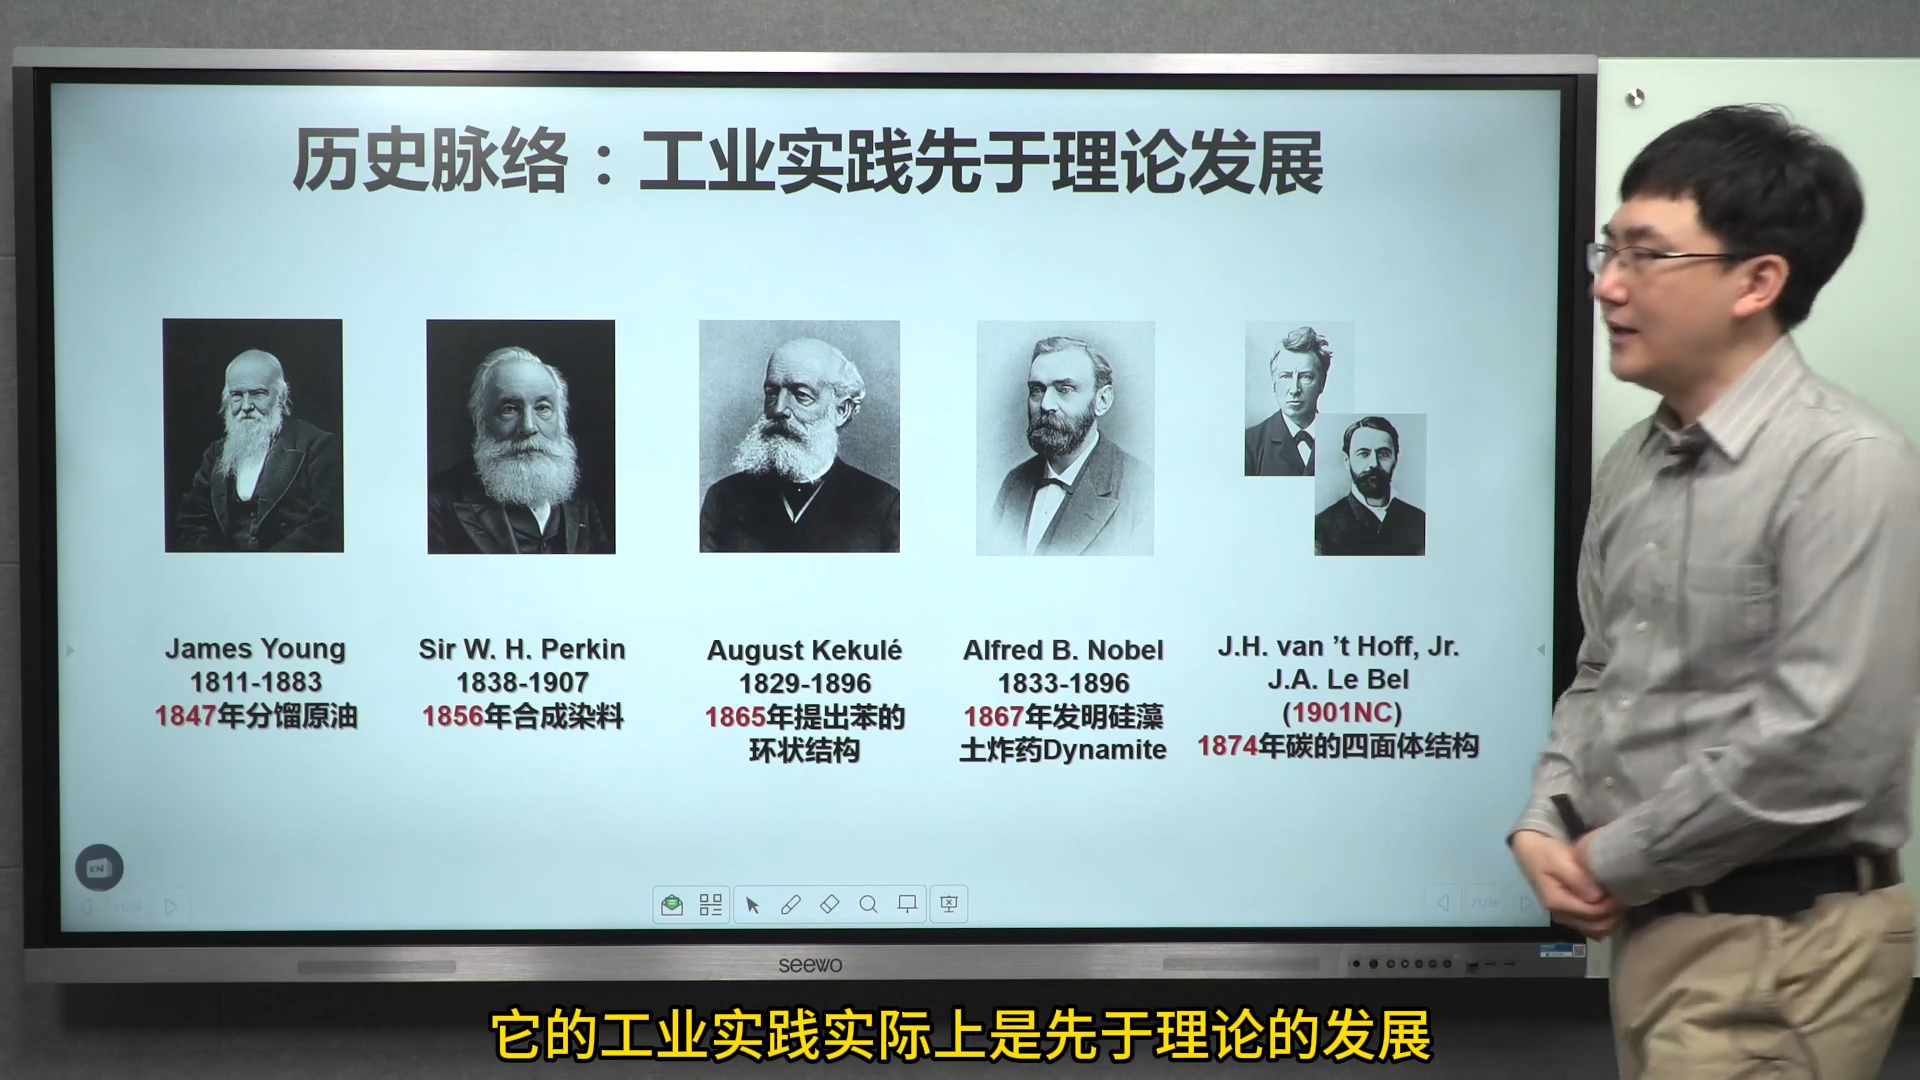 历史脉络：工业实践先于理论发展
James Young
1811-1883
1847年分馏原油
Sir W. H. Perkin
1838-1907
1856年合成染料
August Kekulé
1829-1896
1865年提出苯的
环状结构
Alfred B. Nobel
1833-1896
1867年发明硅藻
土炸药Dynamite
J.H. van ’t Hoff, Jr.
J.A. Le Bel
(1901NC)
1874年碳的四面体结构
EN
seewo
它的工业实践实际上是先于理论的发展